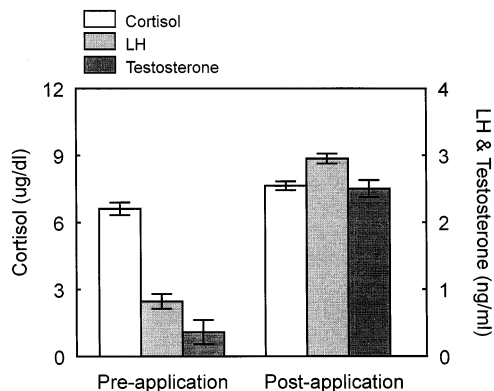 Cortisol
LH
Testosterone
12
9
6
3
0
Cortisol (ug/dl)
4
3
2
1
0
LH & Testosterone (ng/ml)
Pre-application
Post-application